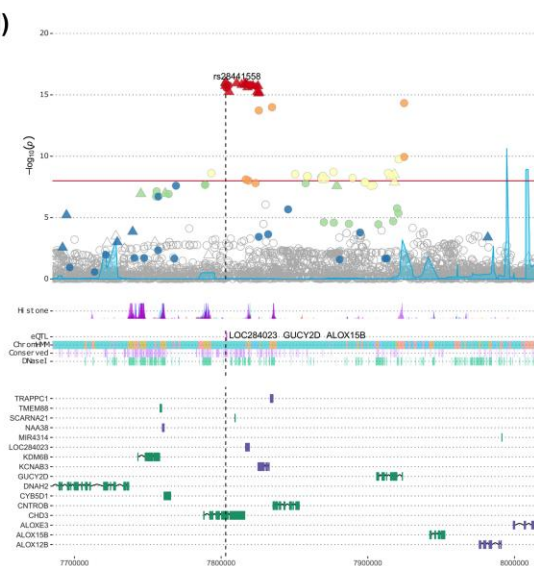 )
20
rs28441558
15
−log10(p)
10
5
0
Histone
eQTL
LOC284023 GUCY2D ALOX15B
ChromHMM
Conserved
DNaseI
TRAPPC1
TMEM88
SCARNA21
NAA38
MIR4314
LOC284023
KDM6B
KCNAB3
GUCY2D
DNAH2
CYB5D1
CNTROB
CHD3
ALOXE3
ALOX15B
ALOX12B
7700000 7800000 7900000 8000000